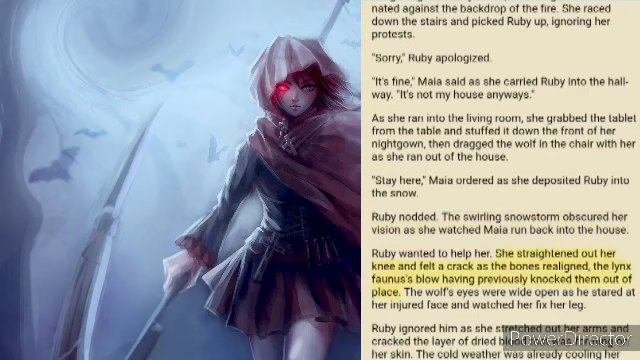 nated against the backdrop of the fire. She raced
down the stairs and picked Ruby up, ignoring her
protests.
"Sorry," Ruby apologized.
"It's fine," Maia said as she carried Ruby into the hall-
way. "It's not my house anyways."
As she ran into the living room, she grabbed the tablet
from the table and stuffed it down the front of her
nightgown, then dragged the wolf in the chair with her
as she ran out of the house.
"Stay here," Maia ordered as she deposited Ruby into
the snow.
Ruby nodded. The swirling snowstorm obscured her
vision as she watched Maia run back into the house.
Ruby wanted to help her. She straightened out her
knee and felt a crack as the bones realigned, the lynx
faunus's blow having previously knocked them out of
place. The wolf's eyes were wide open as he stared at
her injured face and watched her fix her leg.
Ruby ignored him as she stretched out her arms and
cracked the layer of dried
her skin. The cold weather was already cooling her
PowerDirector